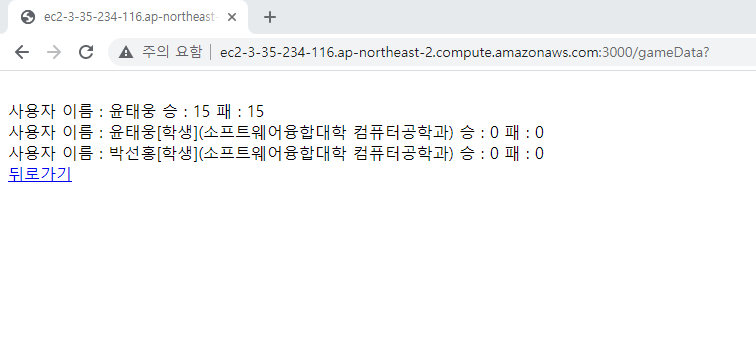 ec2-3-35-234-116.ap-northeast-
주의 요함 ec2-3-35-234-116.ap-northeast-2.compute.amazonaws.com:3000/gameData?
사용자 이름 : 윤태웅 승 : 15 패 : 15
사용자 이름 : 윤태웅[학생](소프트웨어융합대학 컴퓨터공학과) 승 : 0 패 : 0
사용자 이름 : 박선홍[학생](소프트웨어융합대학 컴퓨터공학과) 승 : 0 패 : 0
뒤로가기